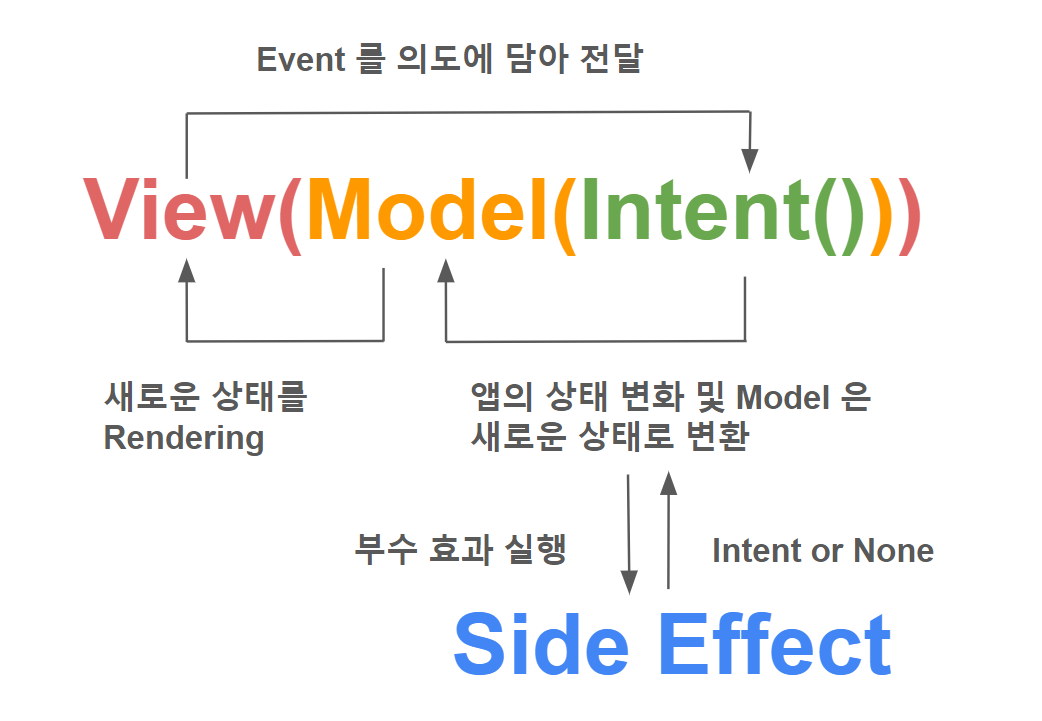 Event 를 의도에 담아 전달
View(Model(Intent()))
새로운 상태를
Rendering
앱의 상태 변화 및 Model 은
새로운 상태로 변환
부수 효과 실행
Intent or None
Side Effect